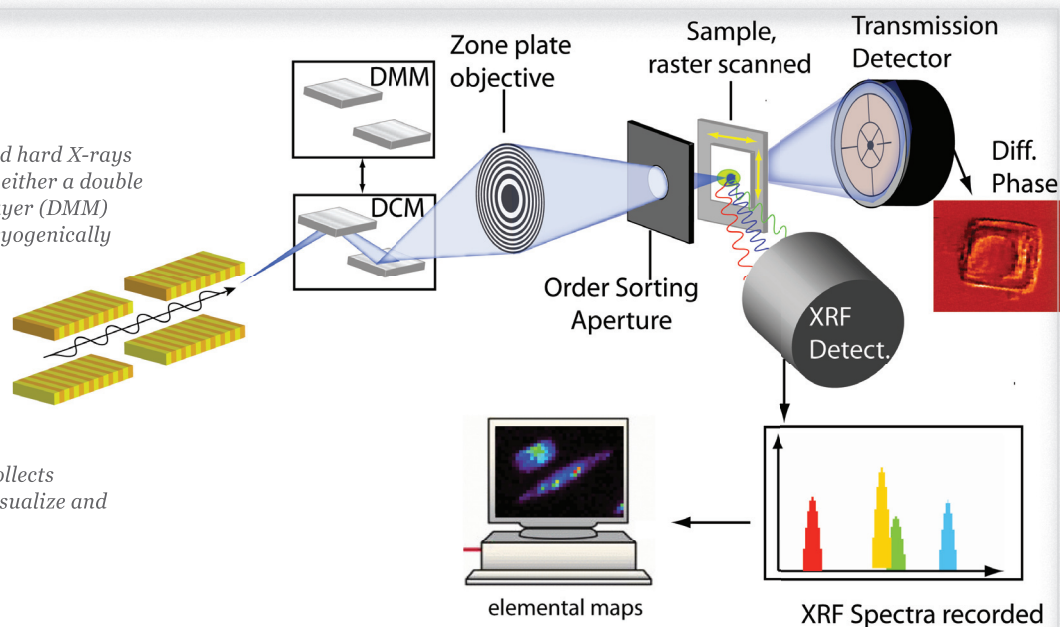 Transmission
Detector
Sample,
raster scanned
Zone plate
objective
DMM
d hard X-rays
either a double
ayer (DMM)
yogenically
Diff.
Phase
DCM
Order Sorting
Aperture
XRF
Detect.
ollects
sualize and
elemental maps
XRF Spectra recorded